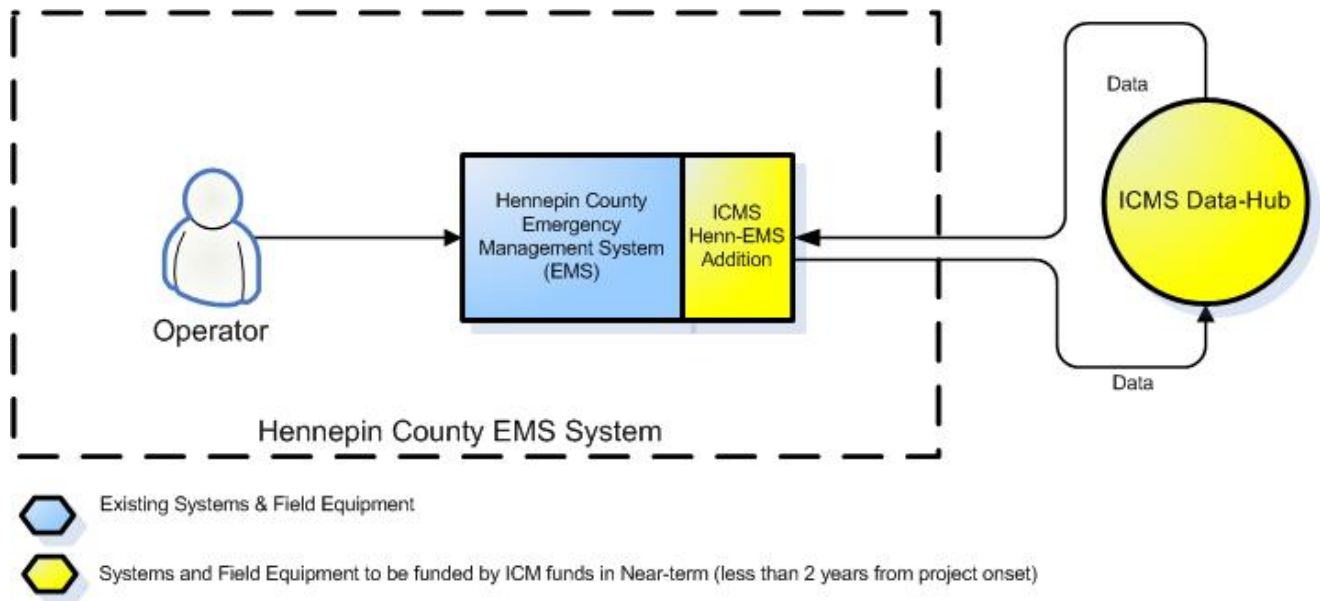 Data
Hennepin County
Emergency
Management System
(EMS)
ICMS
Henn-EMS
Addition
ICMS Data-Hub
Operator
Data
Hennepin County EMS System
Existing Systems & Field Equipment
Systems and Field Equipment to be funded by ICM funds in Near-term (less than 2 years from project onset)